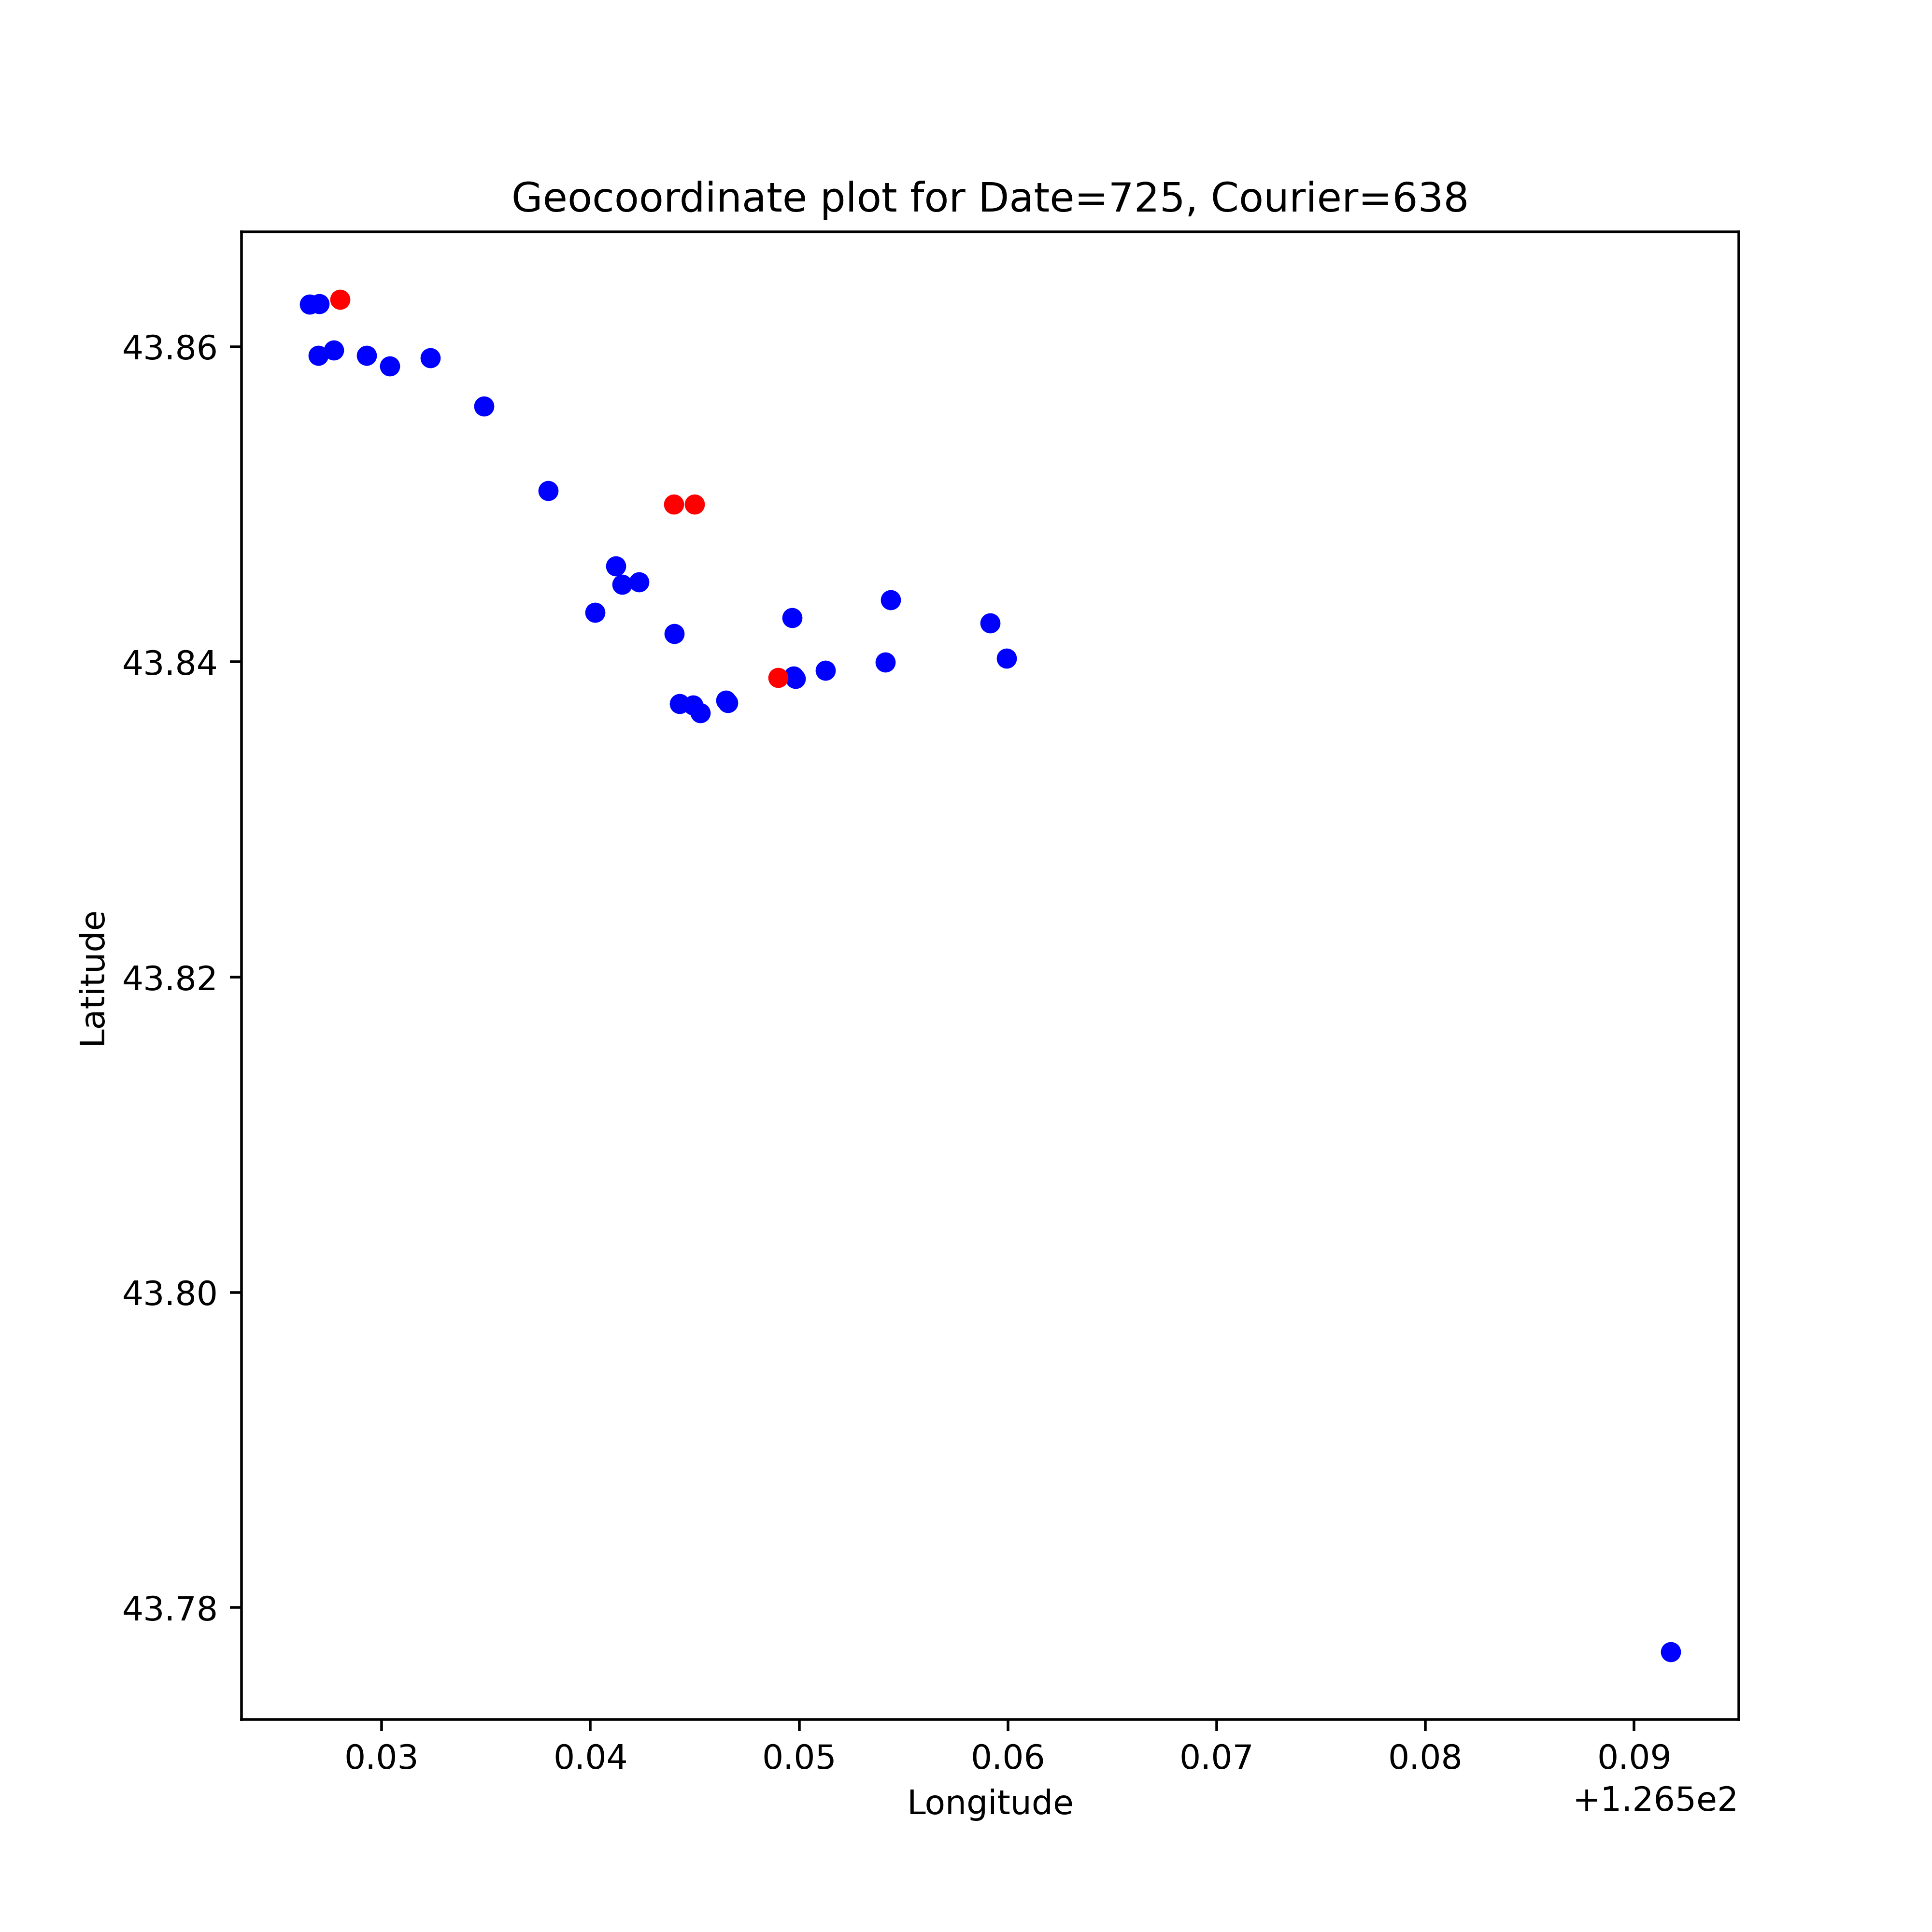 Geocoordinate plot for Date=725, Courier=638
43.86
43.84
43.82
43.80
43.78
Latitude
0.03 0.04 0.05 0.06 0.07 0.08 0.09
+1.265e2
Longitude